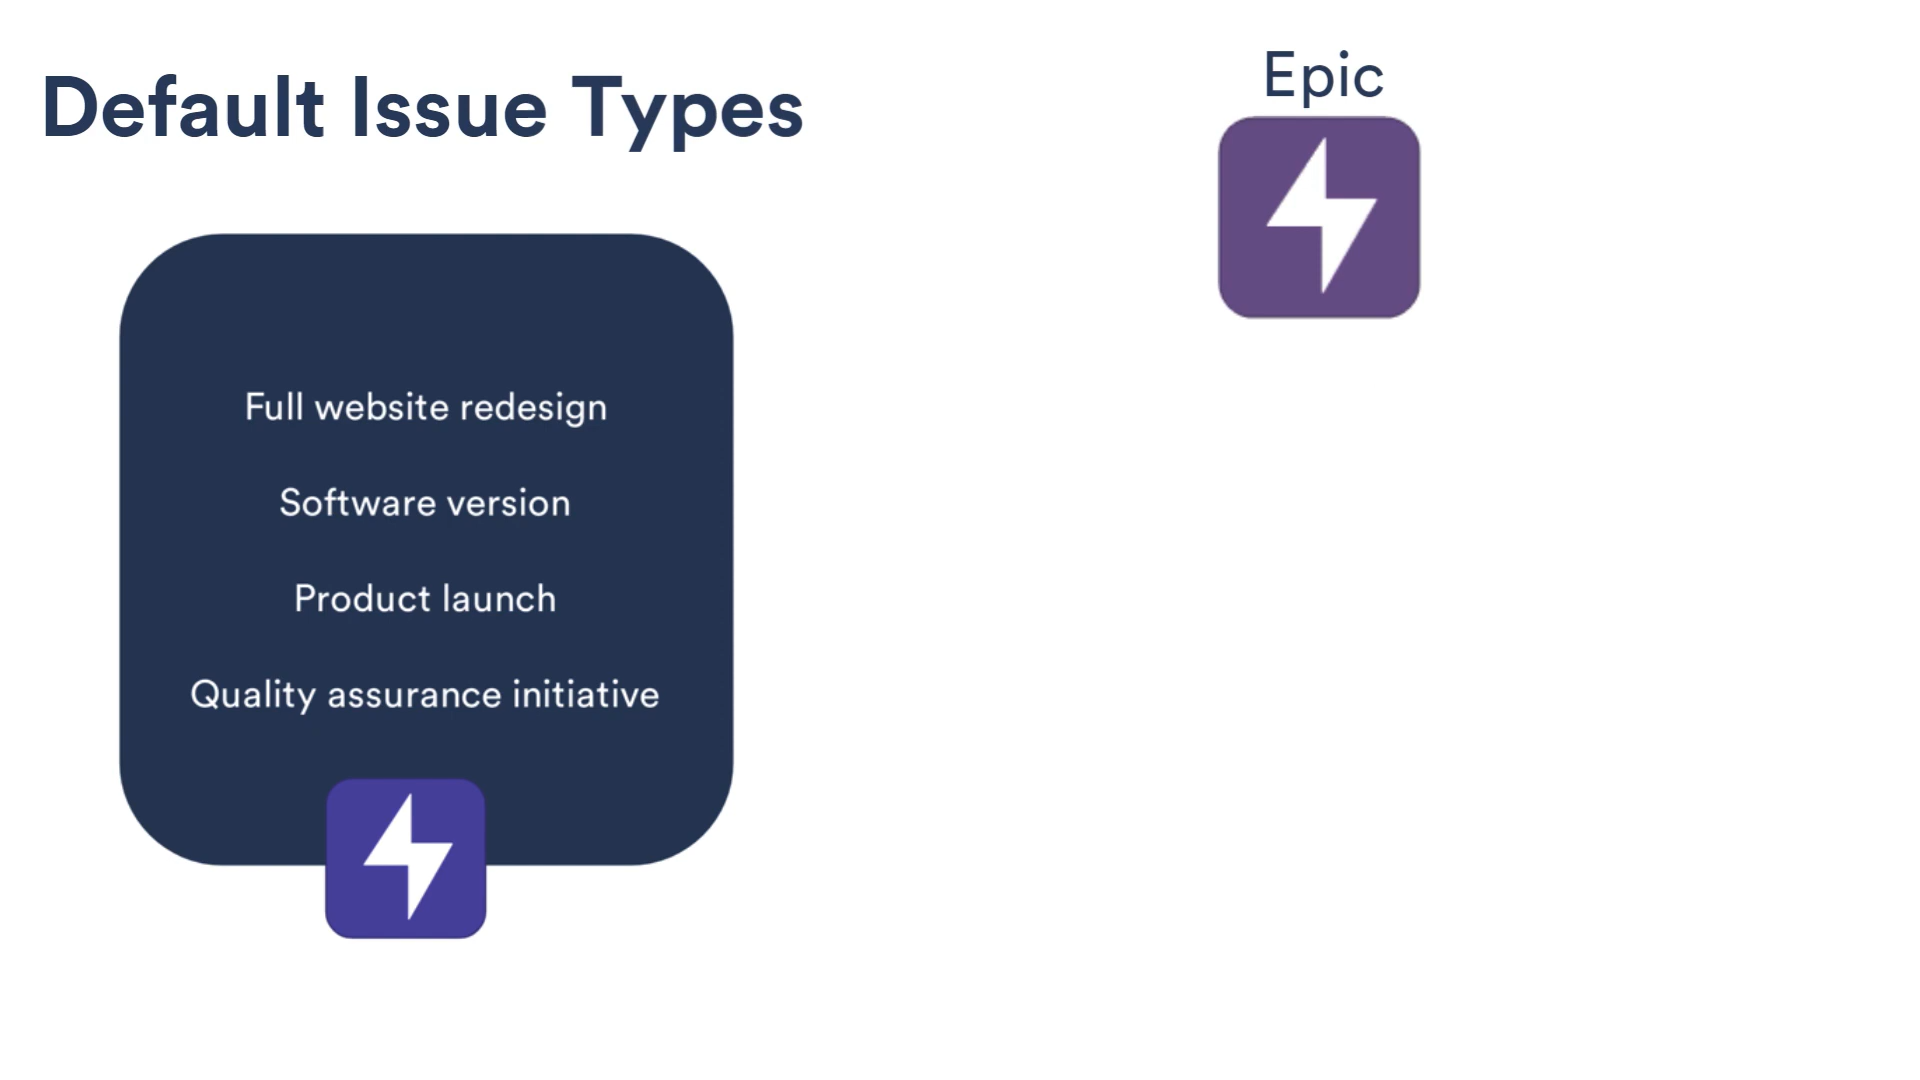 Default Issue Types
Epic
Full website redesign
Software version
Product launch
Quality assurance initiative